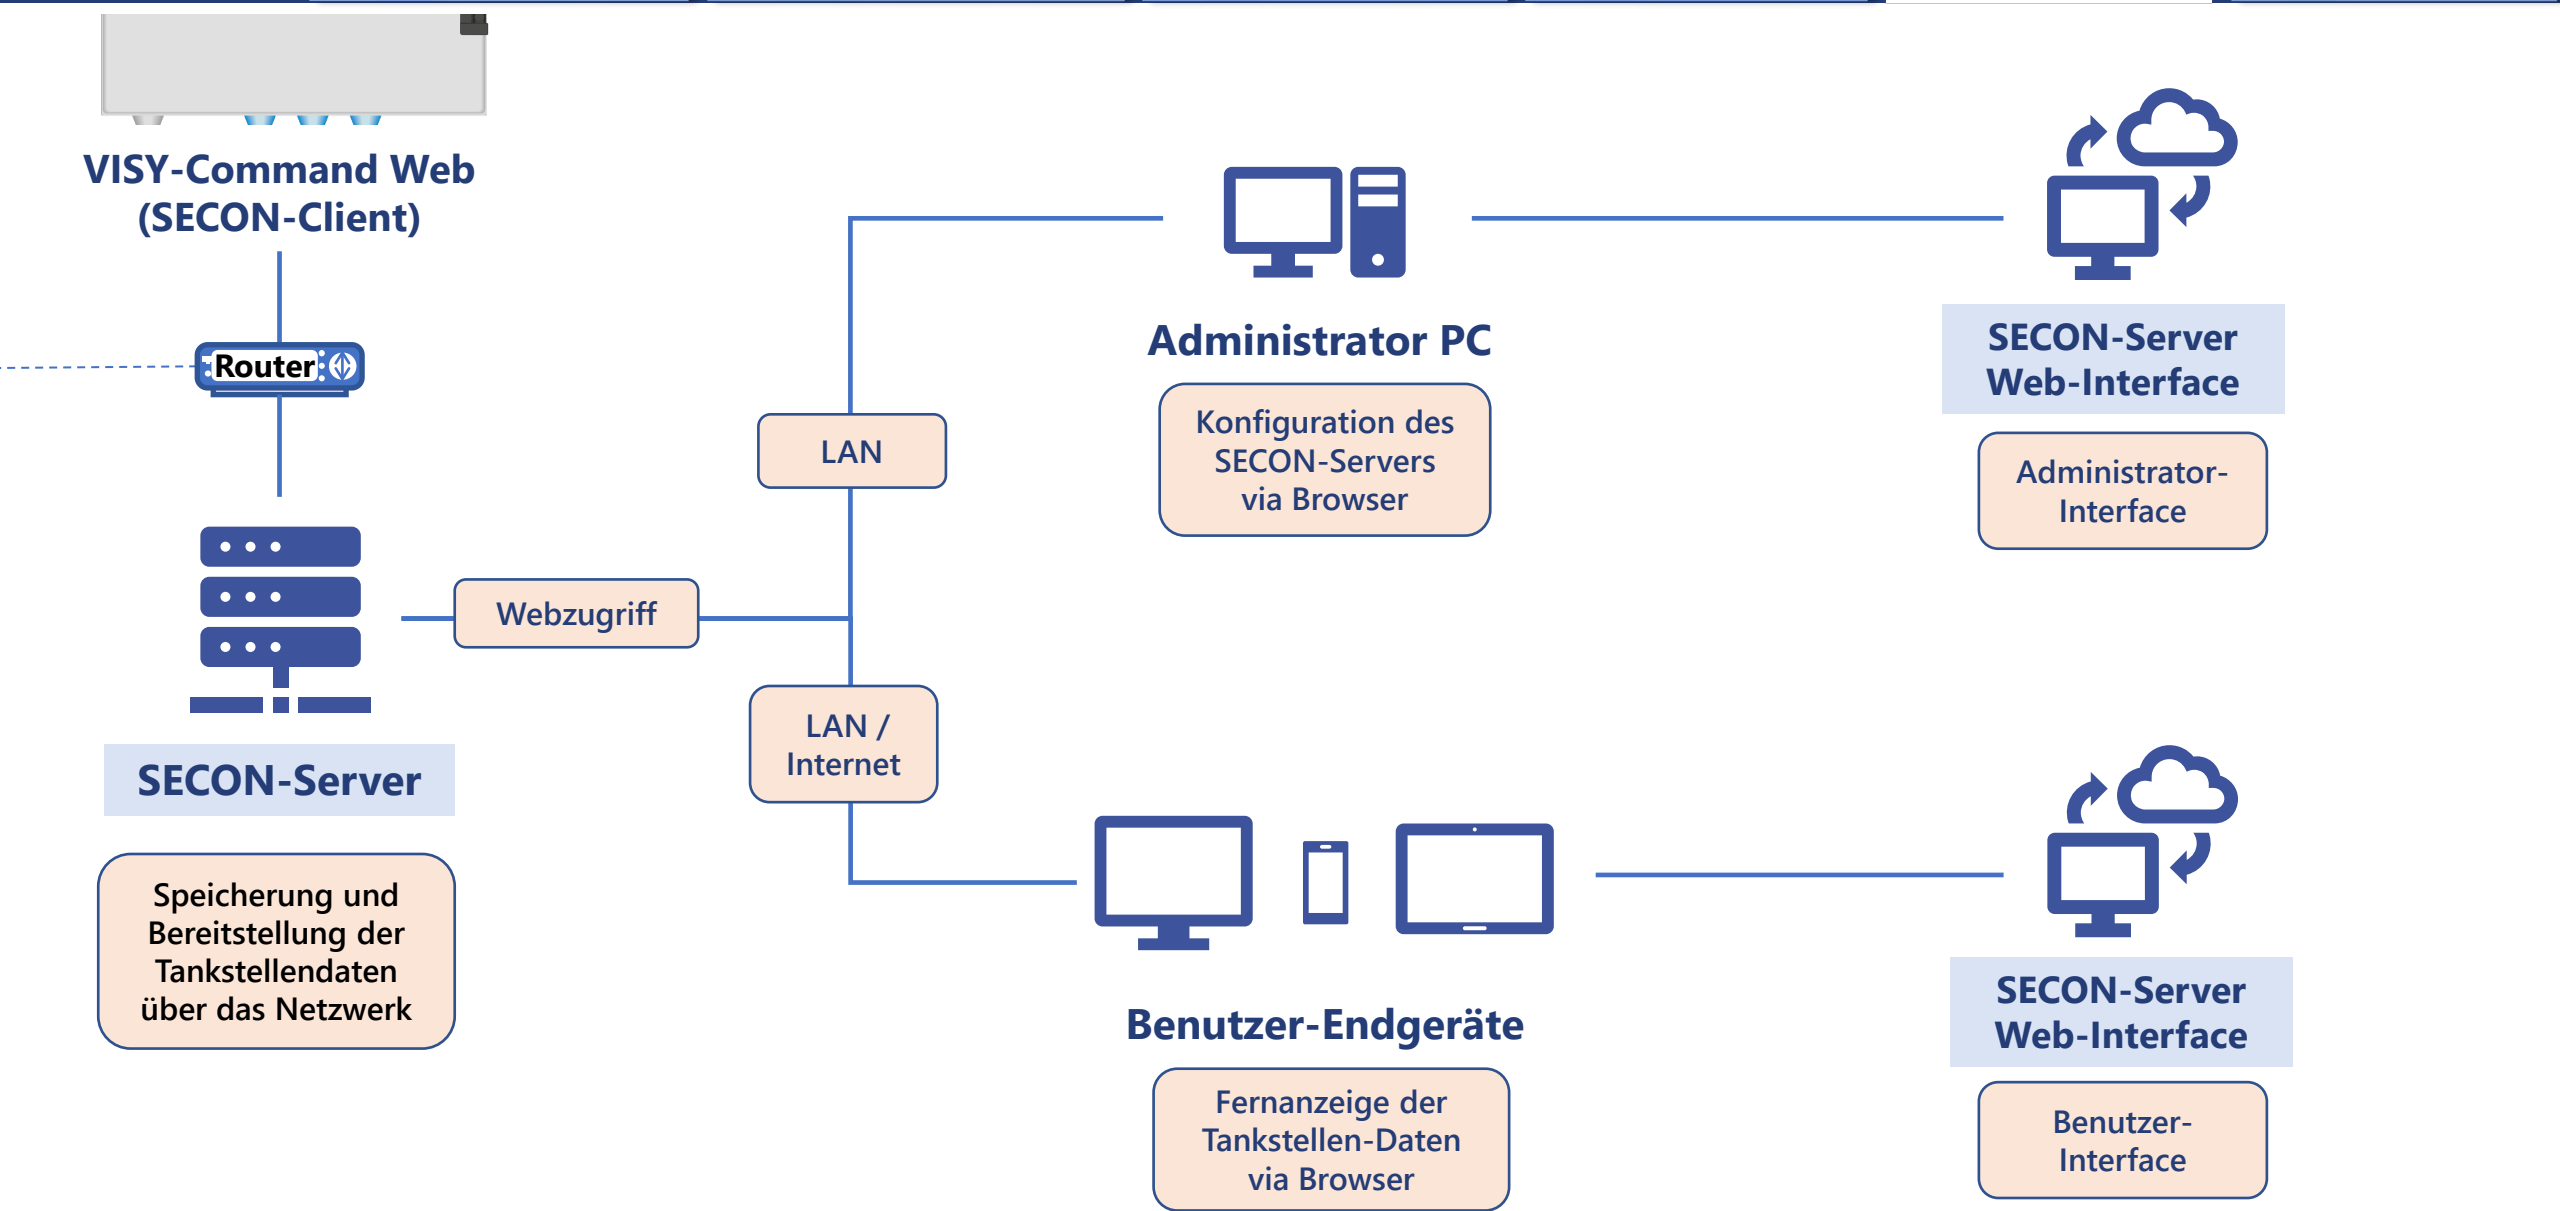 VISY-Command Web
(SECON-Client)
Router
SECON-Server
Speicherung und
Bereitstellung der
Tankstellendaten
über das Netzwerk
Webzugriff
LAN
LAN /
Internet
Administrator PC
Konfiguration des
SECON-Servers
via Browser
SECON-Server
Web-Interface
Administrator-
Interface
Benutzer-Endgeräte
Fernanzeige der
Tankstellen-Daten
via Browser
SECON-Server
Web-Interface
Benutzer-
Interface